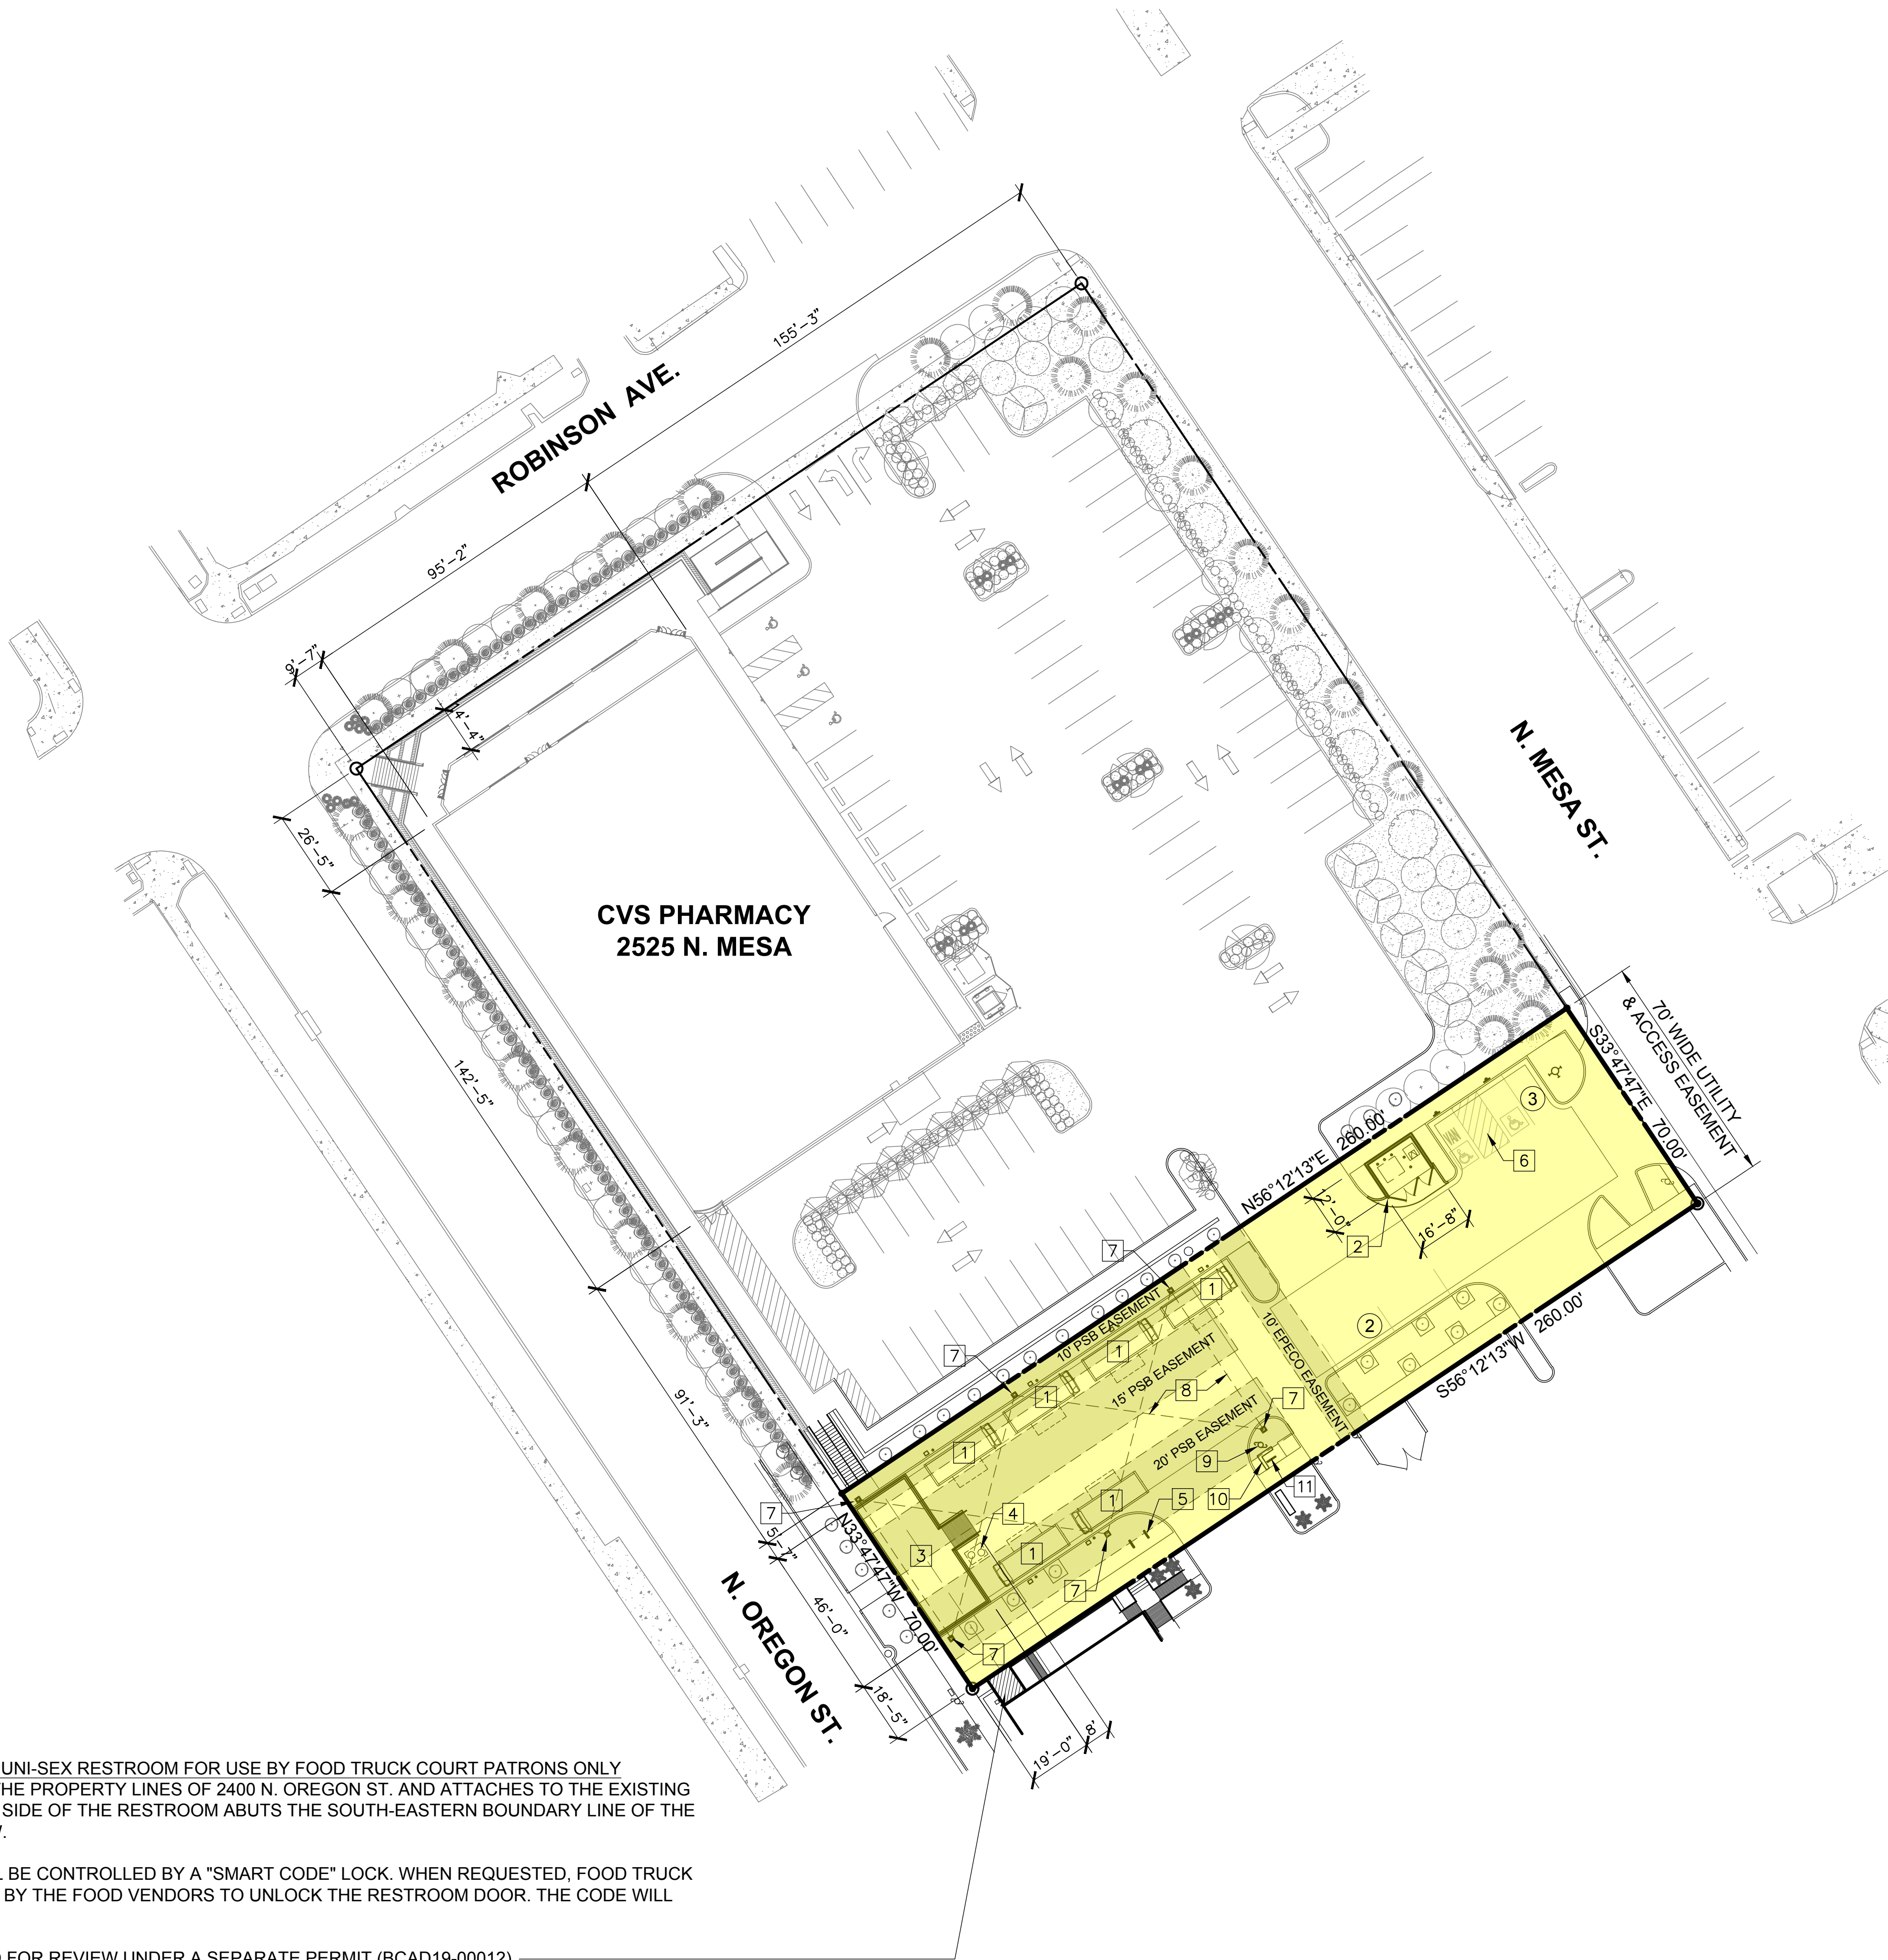 155'-3"
ROBINSON AVE.
95'-2"
9'-7"
4'-4"
26'-5"
N. MESA ST.
CVS PHARMACY
2525 N. MESA
142'-5"
70' WIDE UTILITY
& ACCESS EASEMENT
S33°47'47"E 70.00'
3
VAN
6
N56°12'13"E 260.00'
2'-0"
16'-8"
2
7
1
10' PSB EASEMENT
10' EPECO EASEMENT
2
S56°12'13"W 260.00'
1
7
15' PSB EASEMENT
8
1
7
20' PSB EASEMENT
91'-3"
1
9
11
10
1
5
7
4
5'-7"
N33°47'47"W 70.00'
3
1
7
N. OREGON ST.
46'-0"
7
18'-5"
19'-0"
8'
UNI-SEX RESTROOM FOR USE BY FOOD TRUCK COURT PATRONS ONLY
THE PROPERTY LINES OF 2400 N. OREGON ST. AND ATTACHES TO THE EXISTING
SIDE OF THE RESTROOM ABUTS THE SOUTH-EASTERN BOUNDARY LINE OF THE
BE CONTROLLED BY A "SMART CODE" LOCK. WHEN REQUESTED, FOOD TRUCK
BY THE FOOD VENDORS TO UNLOCK THE RESTROOM DOOR. THE CODE WILL
FOR REVIEW UNDER A SEPARATE PERMIT (BCAD19-00012)